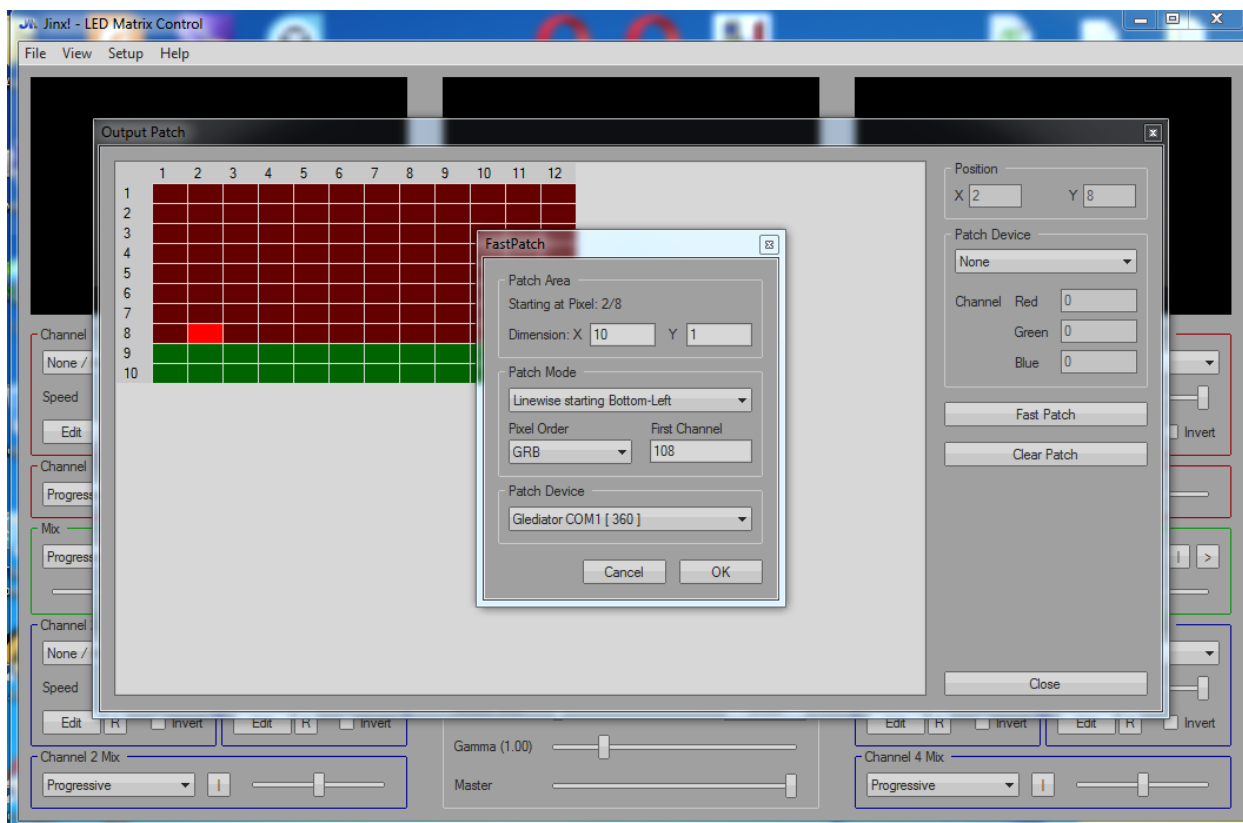 Jinx! - LED Matrix Control
File View Setup Help
Output Patch
1 2 3 4 5 6 7 8 9 10 11 12
1
2
3
4
5
6
7
8
9
10
Position
X 2 Y 8
Patch Device
None
Channel Red 0
Green 0
Blue 0
Fast Patch
Clear Patch
Close
FastPatch
Patch Area
Starting at Pixel: 2/8
Dimension: X 10 Y 1
Patch Mode
Linewise starting Bottom-Left
Pixel Order First Channel
GRB 108
Patch Device
Glediator COM1 [ 360 ]
Cancel OK
Channel
None /
Speed
Edit
Invert
Channel
Progress
Mix
Progress
| >
Channel
None /
Speed
Edit R Invert Edit R Invert
Edit R Invert Edit R Invert
Channel 2 Mix
Progressive |
Gamma (1.00)
Master
Channel 4 Mix
Progressive |